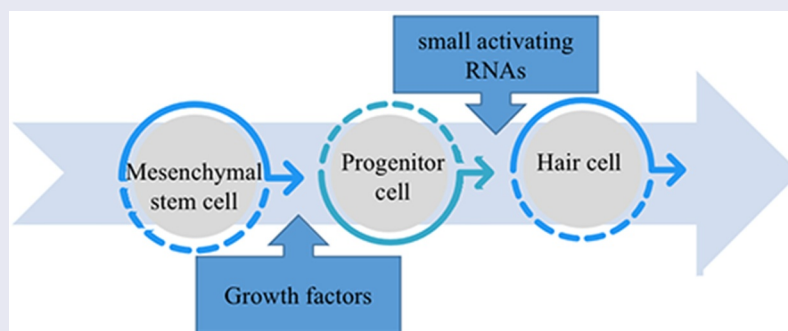 small activating
RNAs
Mesenchymal
stem cell
Progenitor
cell
Hair cell
Growth factors